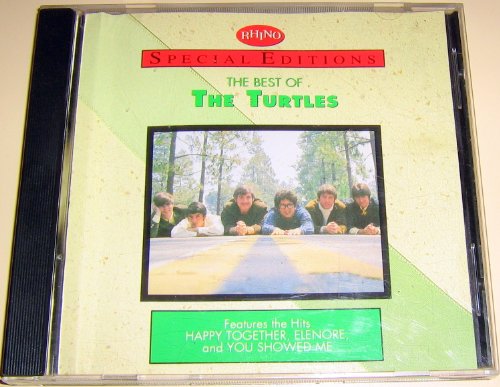 RHINO
SPECIAL EDITIONS
THE BEST OF
THE TURTLES
Features the Hits
HAPPY TOGETHER, ELENORE,
and YOU SHOWED ME